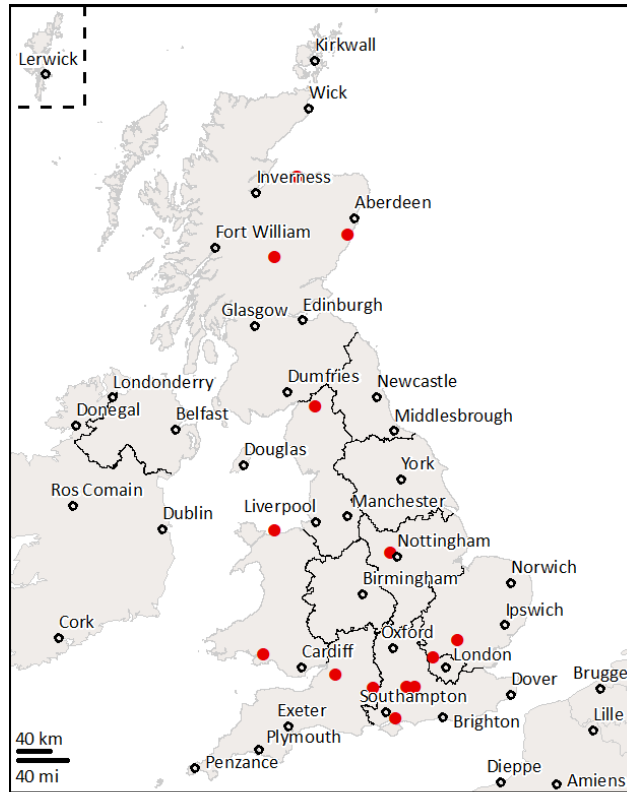 Kirkwall
Lerwick
Wick
Inverness
Aberdeen
Fort William
Glasgow
Edinburgh
Londonderry
Dumfries
Newcastle
Donegal
Belfast
Middlesbrough
Douglas
York
Ros Comain
Liverpool
Manchester
Dublin
Nottingham
Birmingham
Norwich
Ipswich
Cork
Oxford
Cardiff
London
Southampton
Dover
Brugge
Exeter
Brighton
Lille
Plymouth
40 km
Penzance
40 mi
Dieppe
Amiens